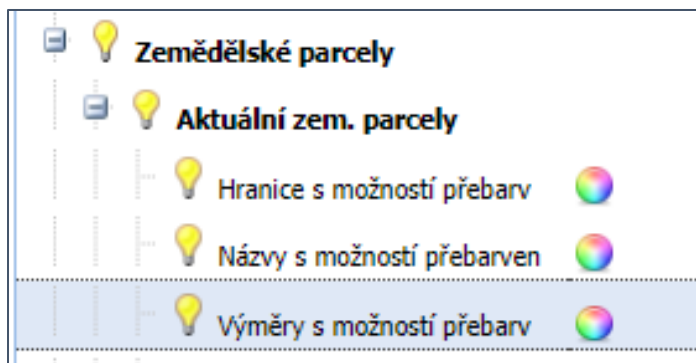 Zemědělské parcely
Aktuální zem. parcely
Hranice s možností přebarv
Názvy s možností přebarven
Výměry s možností přebarv